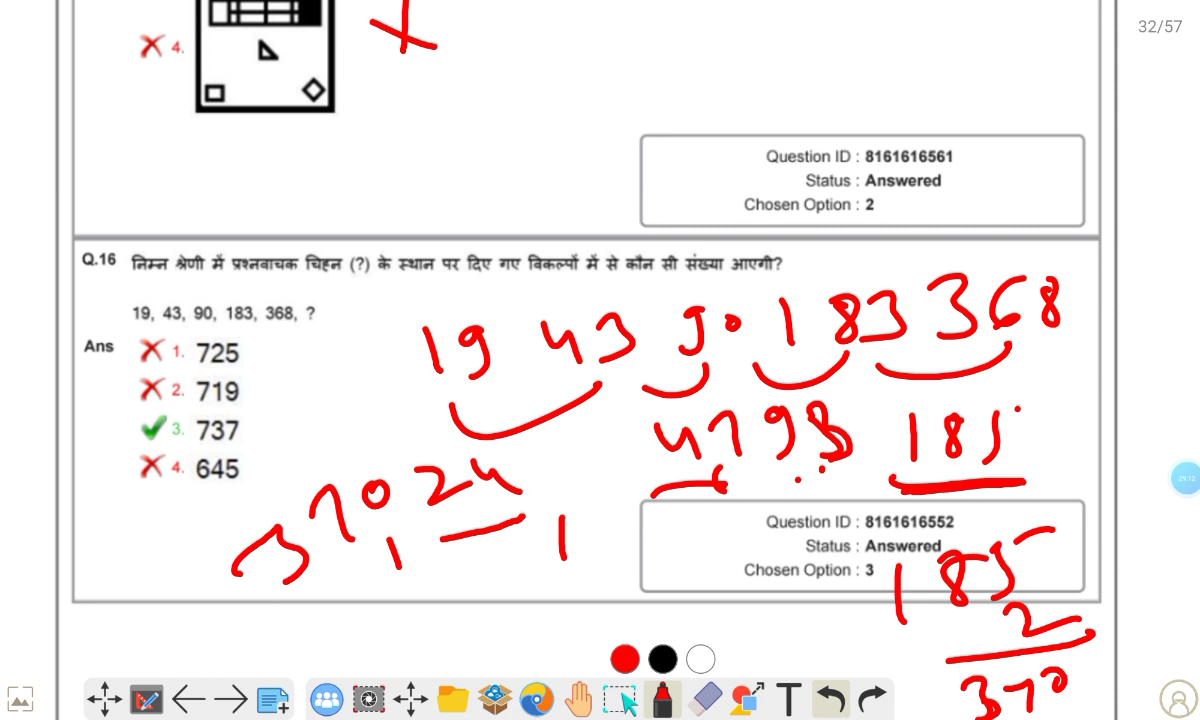 32/57
4.
Question ID : 8161616561
Status : Answered
Chosen Option : 2
Q.16 निम्न श्रेणी में प्रश्नवाचक चिह्न (?) के स्थान पर दिए गए विकल्पों में से कौन सी संख्या आएगी?
19, 43, 90, 183, 368, ?
19 43 90 183 368
Ans 1. 725
2. 719
3. 737
4. 645
47 93 185
370 24
1 1
Question ID : 8161616552
Status : Answered
Chosen Option : 3
185
2
370
29:12
T